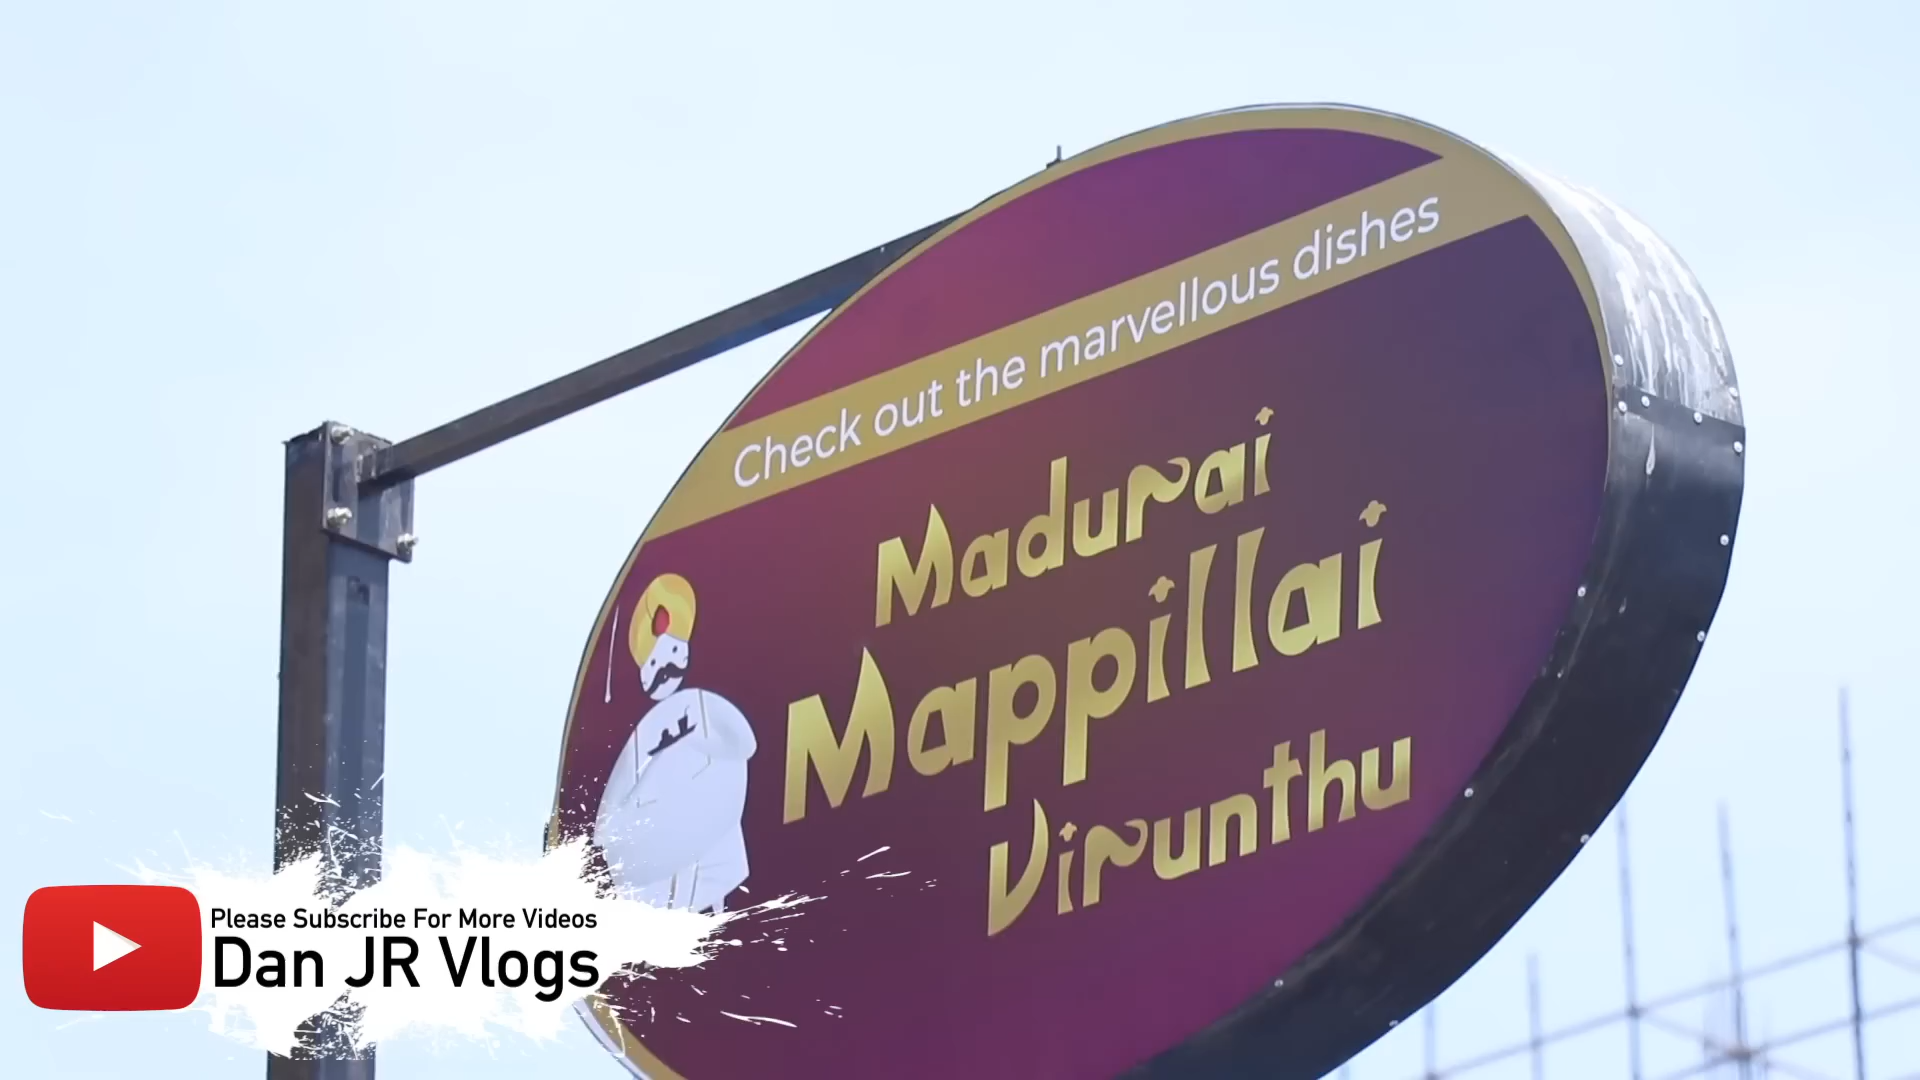 Check out the marvellous dishes
Madurai
Mappillai
Virunthu
Please Subscribe For More Videos
Dan JR Vlogs